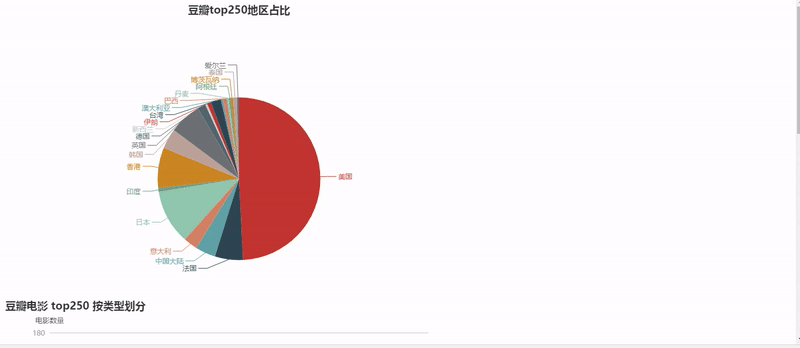 豆瓣top250地区占比
爱尔兰
泰国
博茨瓦纳
阿根廷
丹麦
巴西
澳大利亚
台湾
伊朗
新西兰
德国
英国
韩国
香港
美国
印度
日本
意大利
中国大陆
法国
豆瓣电影 top250 按类型划分
电影数量
180